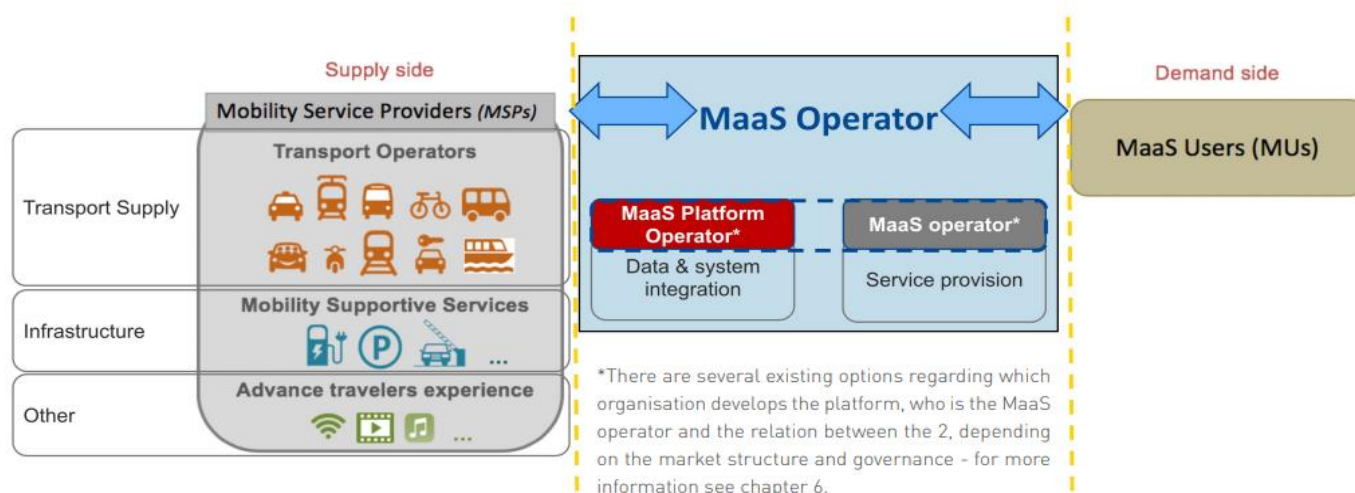 Supply side
Mobility Service Providers (MSPs)
Transport Supply
Transport Operators
Infrastructure
Mobility Supportive Services
P
...
Other
Advance travelers experience
...
MaaS Operator
MaaS Platform
Operator*
Data & system
integration
MaaS operator*
Service provision
*There are several existing options regarding which
organisation develops the platform, who is the MaaS
operator and the relation between the 2, depending
on the market structure and governance - for more
information see chapter 6.
Demand side
MaaS Users (MUs)